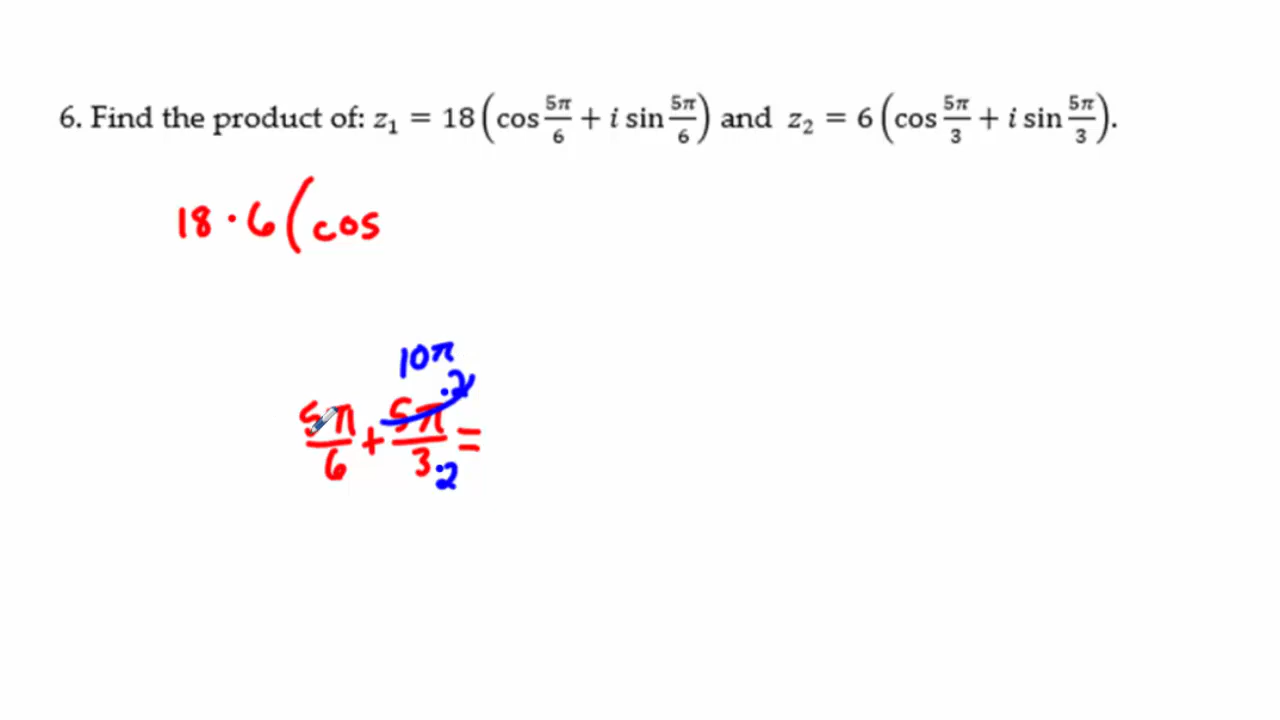 6. Find the product of: z₁ = 18 (cos 5π/6 + i sin 5π/6) and z₂ = 6 (cos 5π/3 + i sin 5π/3).
18 · 6 (cos
10π
5π/6 + 5π·2/3·2 =